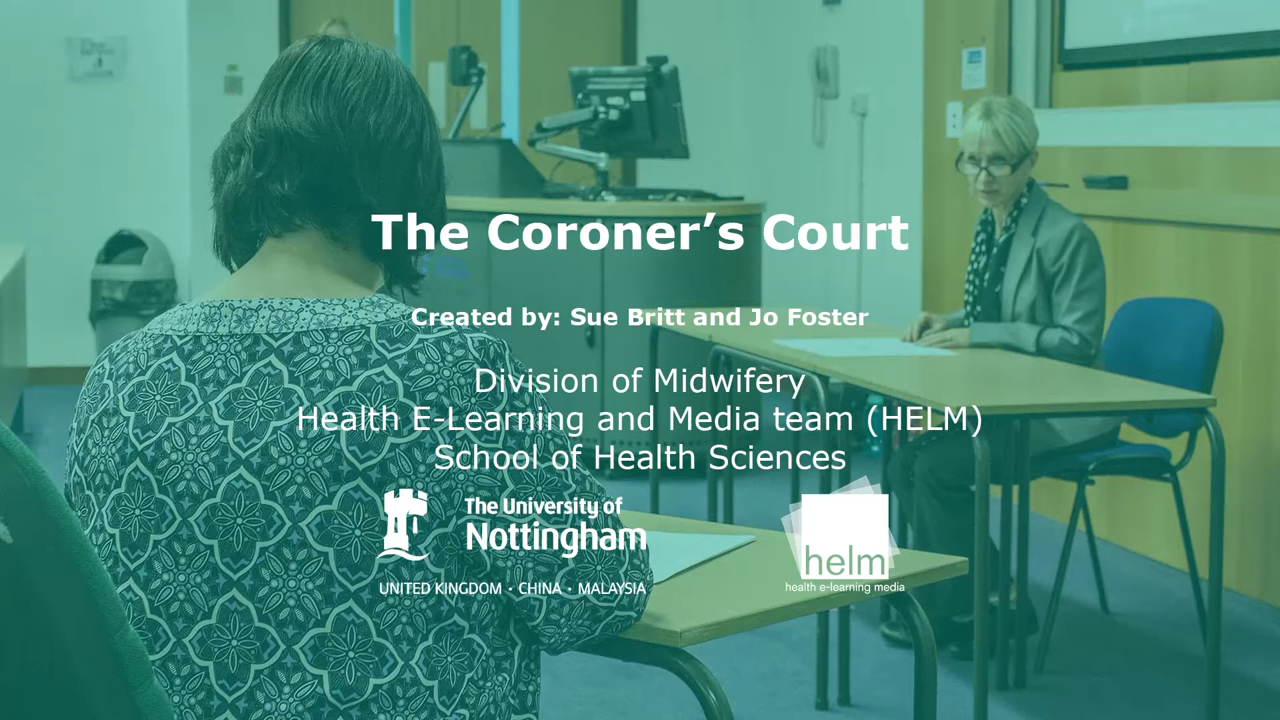 The Coroner’s Court
Created by: Sue Britt and Jo Foster
Division of Midwifery
Health E-Learning and Media team (HELM)
School of Health Sciences
The University of
Nottingham
UNITED KINGDOM · CHINA · MALAYSIA
helm
health e-learning media